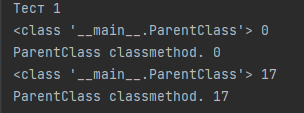 Тест 1
<class '__main__.ParentClass'> 0
ParentClass classmethod. 0
<class '__main__.ParentClass'> 17
ParentClass classmethod. 17